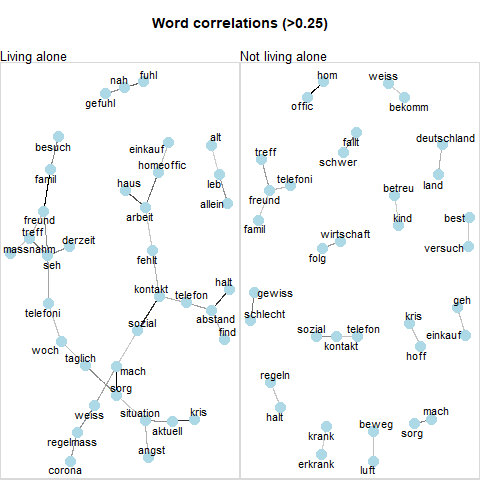 Word correlations (>0.25)
Living alone
Not living alone
nah
fuhl
gefuhl
besuch
famil
freund
treff
massnahm
derzeit
seh
telefoni
woch
taglich
einkauf
homeoffic
haus
arbeit
fehlt
kontakt
telefon
halt
abstand
find
sozial
mach
sorg
weiss
regelmass
corona
situation
kris
aktuell
angst
alt
leb
allein
hom
offic
weiss
bekomm
fallt
schwer
deutschland
land
treff
telefoni
freund
famil
betreu
kind
best
versuch
wirtschaft
folg
gewiss
schlecht
sozial
telefon
kontakt
kris
hoff
geh
einkauf
regeln
halt
krank
erkrank
beweg
luft
mach
sorg